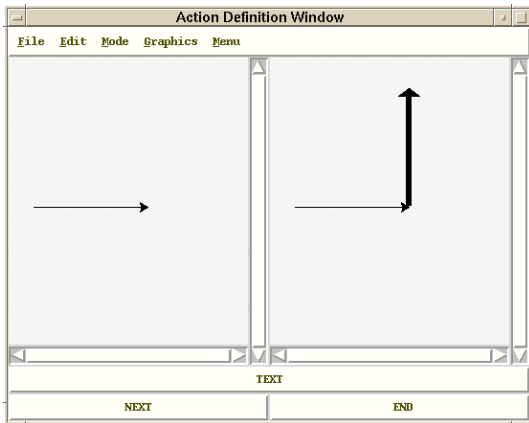 Action Definition Window
File Edit Mode Graphics Menu
TEXT
NEXT END